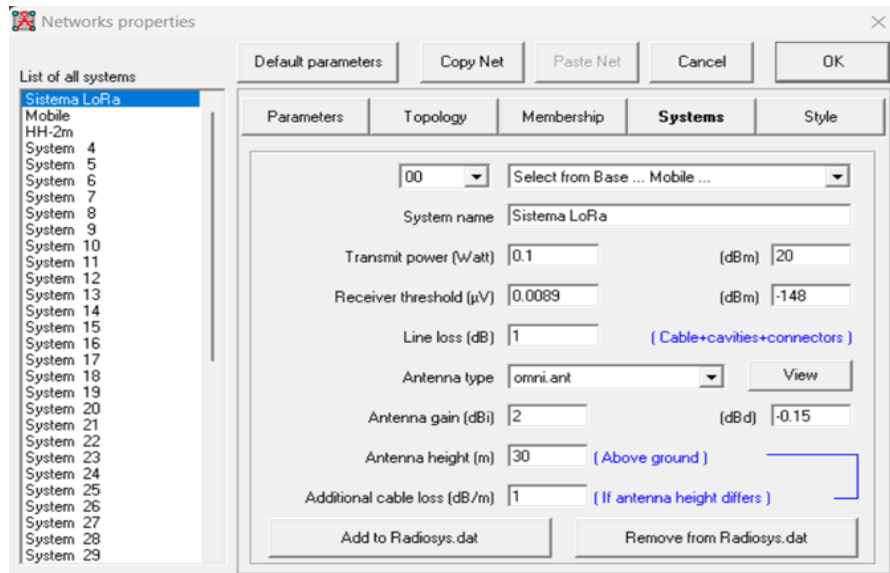 Networks properties
Default parameters Copy Net Paste Net Cancel OK
List of all systems
Sistema LoRa
Mobile
HH-2m
System 4
System 5
System 6
System 7
System 8
System 9
System 10
System 11
System 12
System 13
System 14
System 15
System 16
System 17
System 18
System 19
System 20
System 21
System 22
System 23
System 24
System 25
System 26
System 27
System 28
System 29
Parameters Topology Membership Systems Style
00 Select from Base ... Mobile ...
System name Sistema LoRa
Transmit power (Watt) 0.1 (dBm) 20
Receiver threshold (µV) 0.0089 (dBm) -148
Line loss (dB) 1 ( Cable+cavities+connectors )
Antenna type omni.ant View
Antenna gain (dBi) 2 (dBd) -0.15
Antenna height (m) 30 ( Above ground )
Additional cable loss (dB/m) 1 ( If antenna height differs )
Add to Radiosys.dat Remove from Radiosys.dat